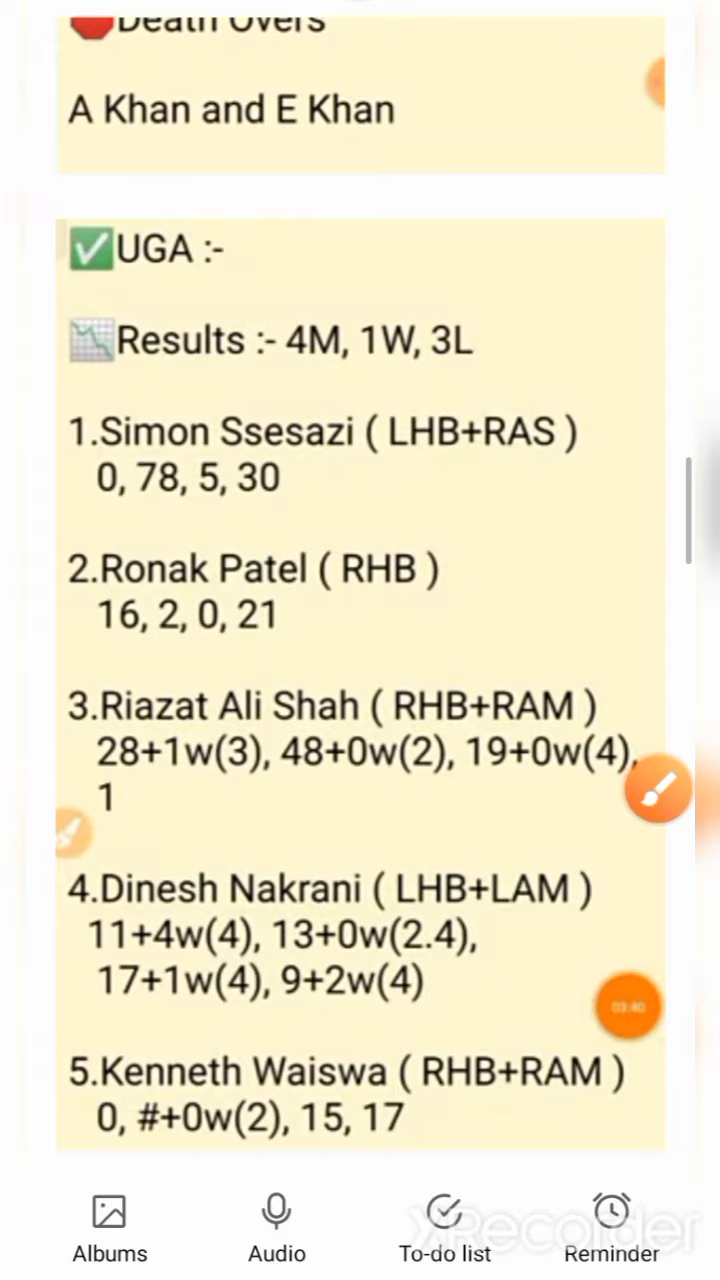 Death Overs
A Khan and E Khan
✅UGA :-
📉Results :- 4M, 1W, 3L
1.Simon Ssesazi ( LHB+RAS )
0, 78, 5, 30
2.Ronak Patel ( RHB )
16, 2, 0, 21
3.Riazat Ali Shah ( RHB+RAM )
28+1w(3), 48+0w(2), 19+0w(4),
1
4.Dinesh Nakrani ( LHB+LAM )
11+4w(4), 13+0w(2.4),
17+1w(4), 9+2w(4)
03:40
5.Kenneth Waiswa ( RHB+RAM )
0, #+0w(2), 15, 17
XRecorder
Albums Audio To-do list Reminder